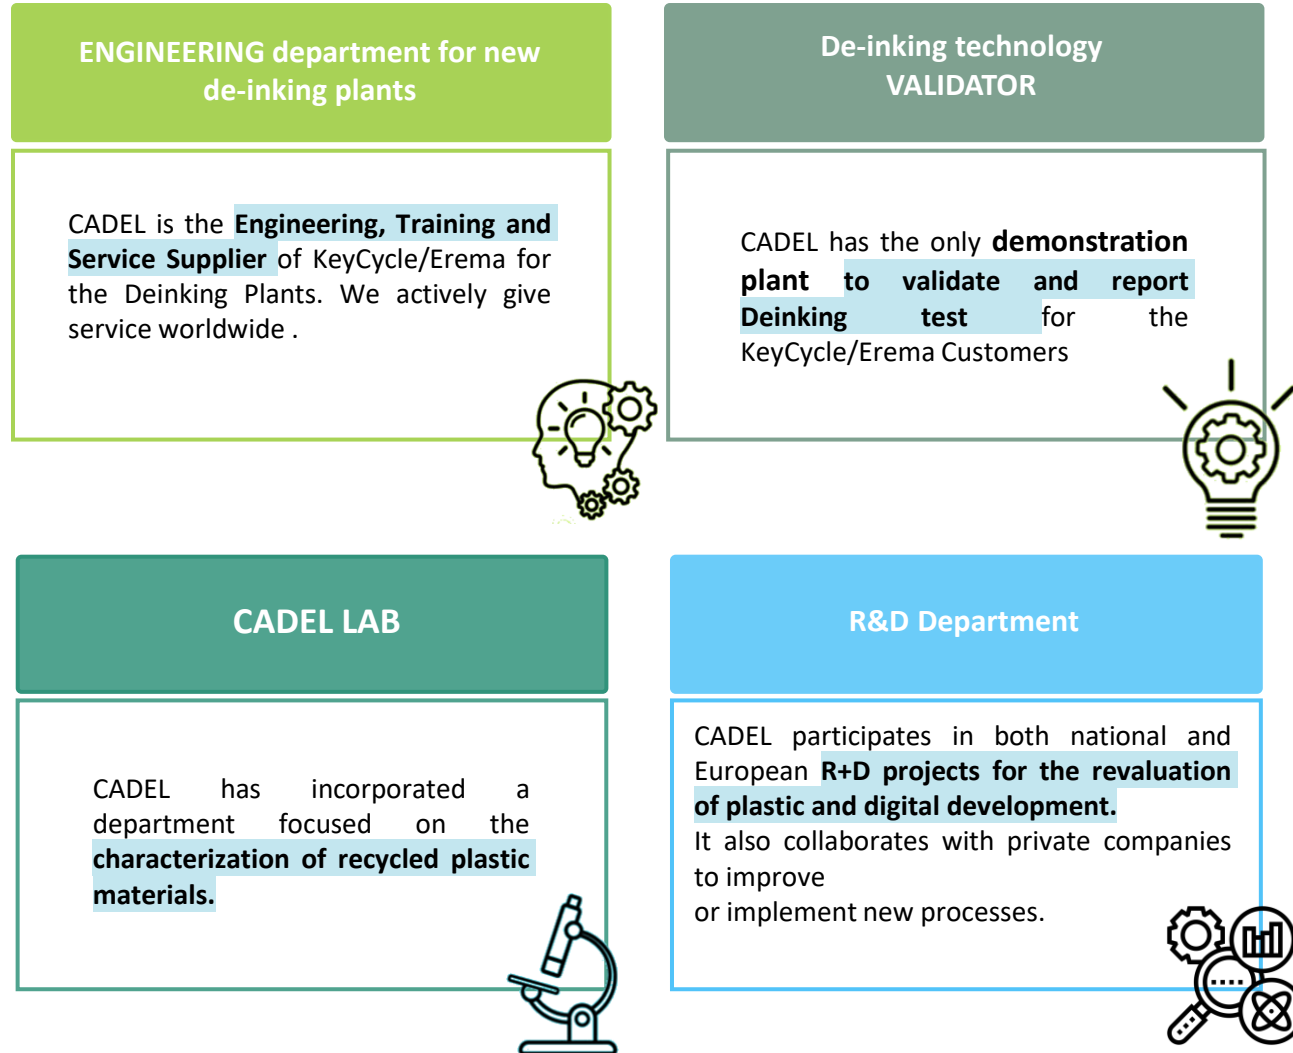 ENGINEERING department for new
de-inking plants
CADEL is the Engineering, Training and
Service Supplier of KeyCycle/Erema for
the Deinking Plants. We actively give
service worldwide .
De-inking technology
VALIDATOR
CADEL has the only demonstration
plant to validate and report
Deinking test for the
KeyCycle/Erema Customers
CADEL LAB
CADEL has incorporated a
department focused on the
characterization of recycled plastic
materials.
R&D Department
CADEL participates in both national and
European R+D projects for the revaluation
of plastic and digital development.
It also collaborates with private companies
to improve
or implement new processes.